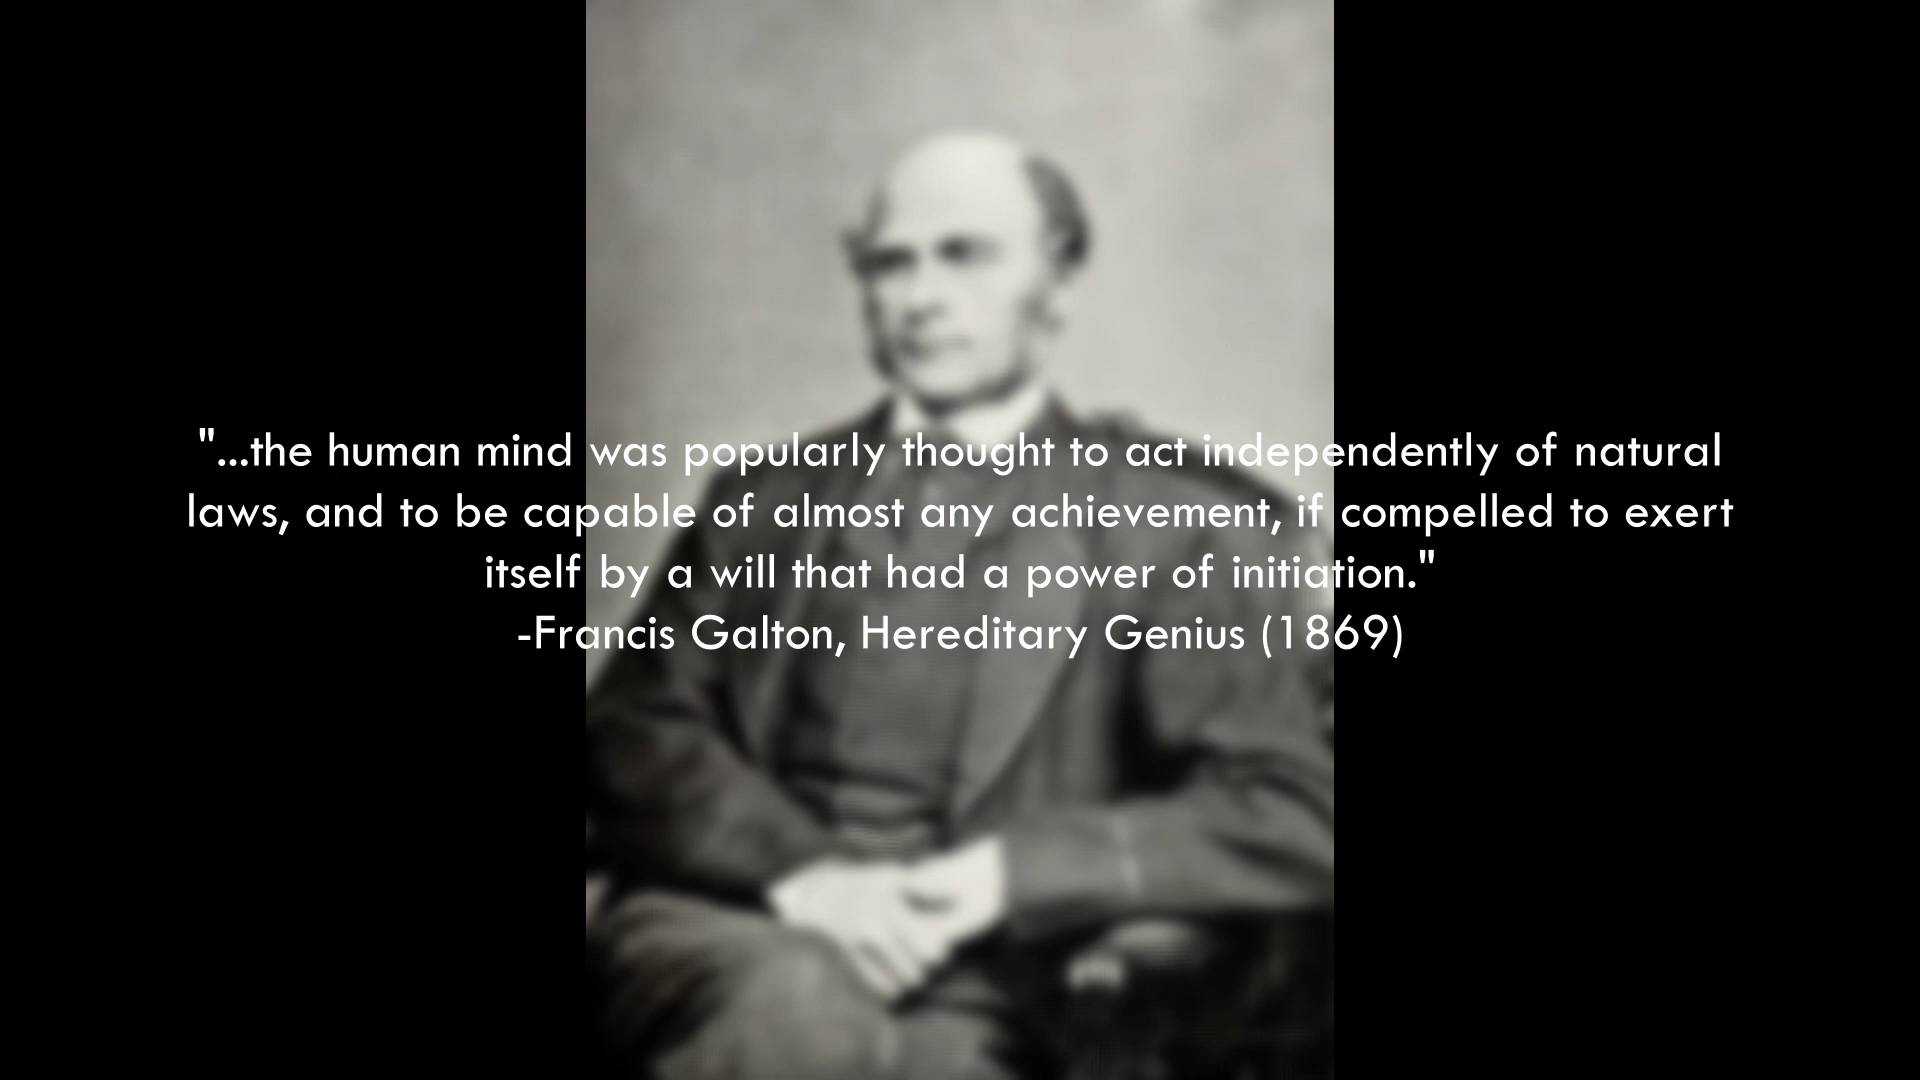 "...the human mind was popularly thought to act independently of natural
laws, and to be capable of almost any achievement, if compelled to exert
itself by a will that had a power of initiation."
-Francis Galton, Hereditary Genius (1869)